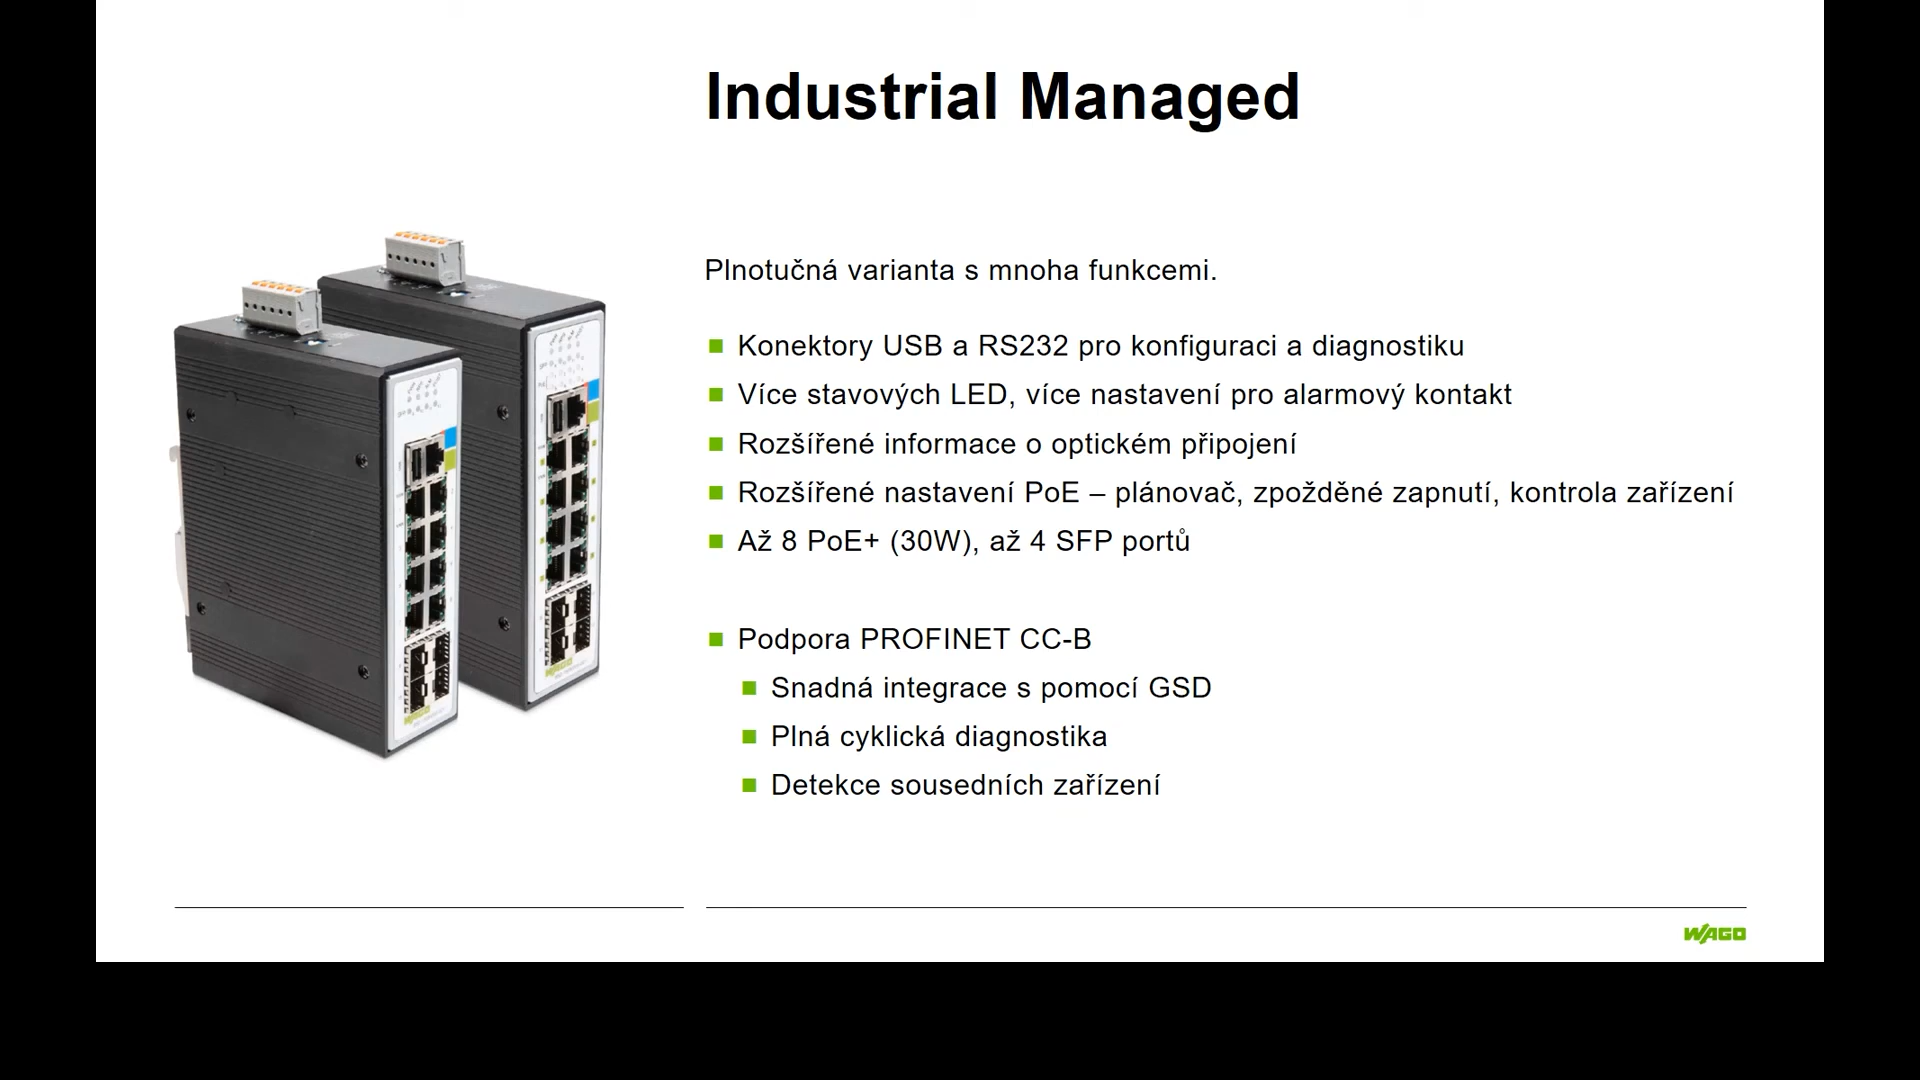 Industrial Managed
Plnotučná varianta s mnoha funkcemi.
Konektory USB a RS232 pro konfiguraci a diagnostiku
Více stavových LED, více nastavení pro alarmový kontakt
Rozšířené informace o optickém připojení
Rozšířené nastavení PoE – plánovač, zpožděné zapnutí, kontrola zařízení
Až 8 PoE+ (30W), až 4 SFP portů
Podpora PROFINET CC-B
Snadná integrace s pomocí GSD
Plná cyklická diagnostika
Detekce sousedních zařízení
WAGO